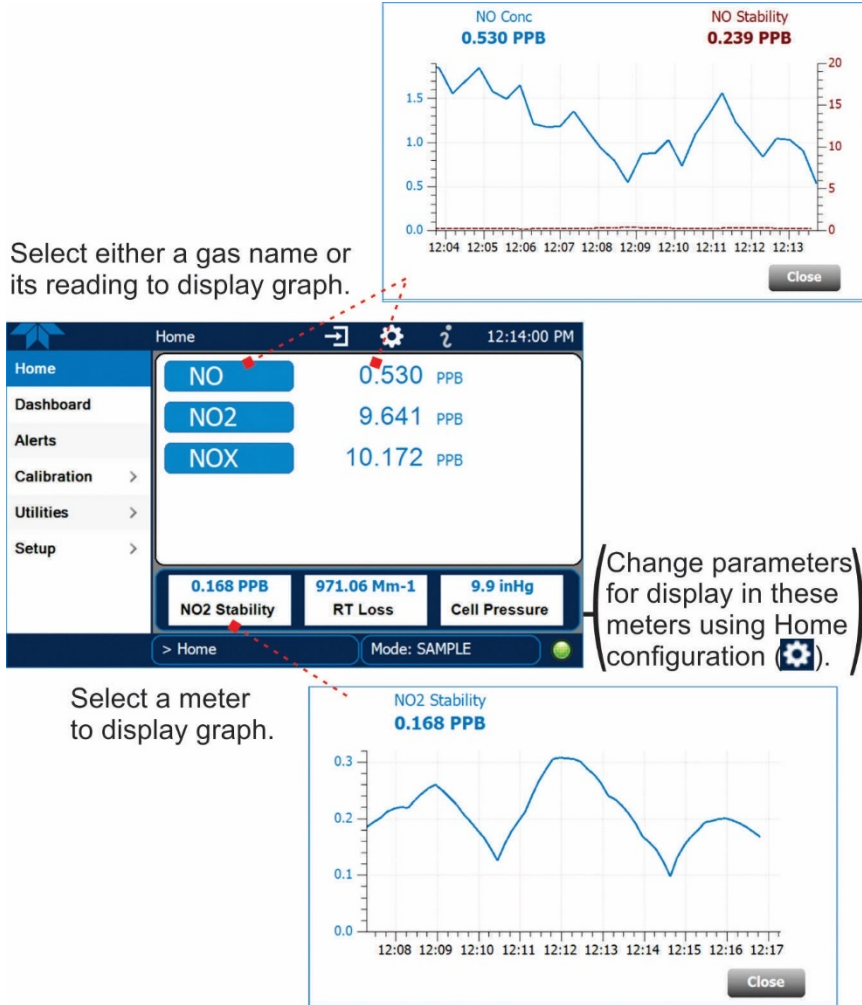 NO Conc
0.530 PPB
NO Stability
0.239 PPB
1.5
1.0
0.5
0.0
20
15
10
5
0
12:04 12:05 12:06 12:07 12:08 12:09 12:10 12:11 12:12 12:13
Close
Select either a gas name or
its reading to display graph.
Home
12:14:00 PM
Home
Dashboard
Alerts
Calibration >
Utilities >
Setup >
NO 0.530 PPB
NO2 9.641 PPB
NOX 10.172 PPB
0.168 PPB
NO2 Stability
971.06 Mm-1
RT Loss
9.9 inHg
Cell Pressure
> Home
Mode: SAMPLE
(Change parameters
for display in these
meters using Home
configuration ( ).)
Select a meter
to display graph.
NO2 Stability
0.168 PPB
0.3
0.2
0.1
0.0
12:08 12:09 12:10 12:11 12:12 12:13 12:14 12:15 12:16 12:17
Close